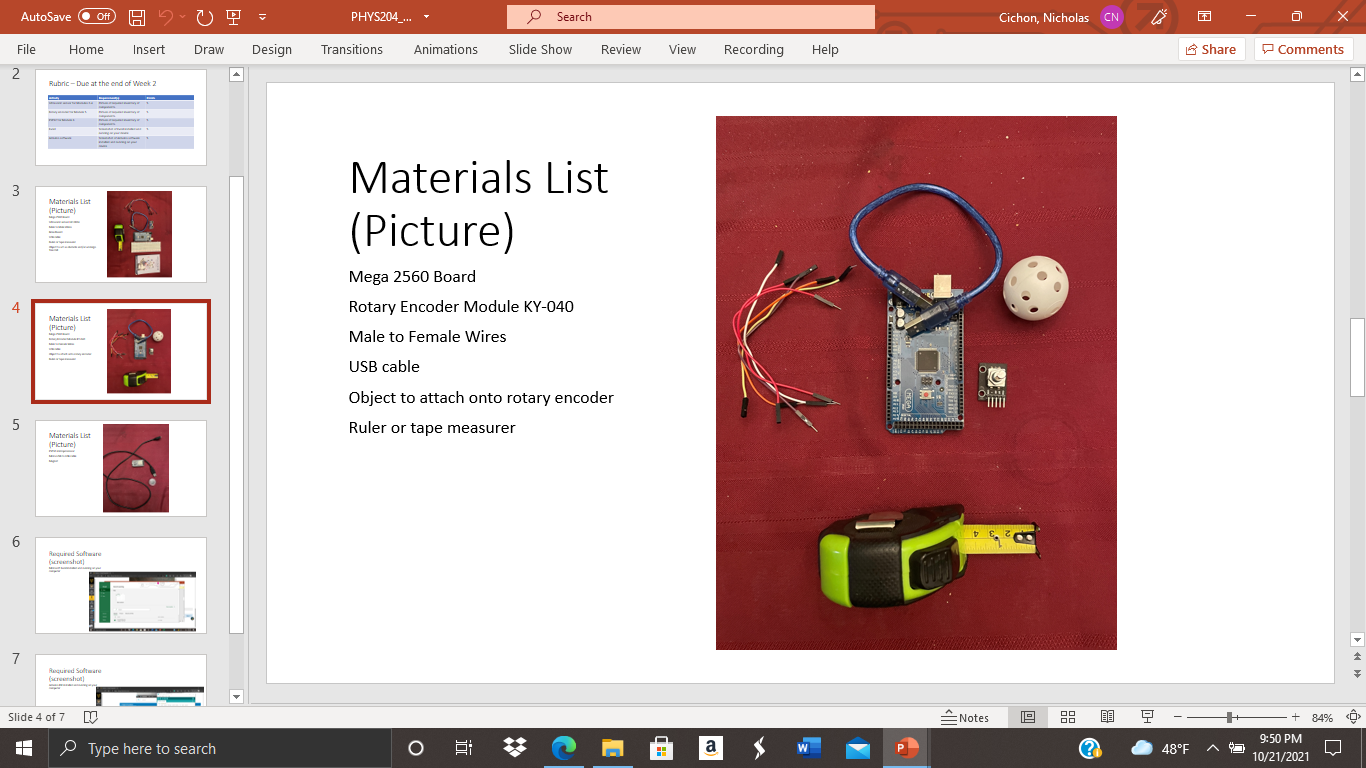 AutoSave
Off
PHYS204_...
Search
Cichon, Nicholas
CN
File
Home
Insert
Draw
Design
Transitions
Animations
Slide Show
Review
View
Recording
Help
Share
Comments
2
Rubric – Due at the end of Week 2
3
Materials List
(Picture)
4
Materials List
(Picture)
5
Materials List
(Picture)
6
Required Software
(screenshot)
7
Required Software
(screenshot)
Materials List
(Picture)
Mega 2560 Board
Rotary Encoder Module KY-040
Male to Female Wires
USB cable
Object to attach onto rotary encoder
Ruler or tape measurer
Slide 4 of 7
Notes
84%
Type here to search
48°F
9:50 PM
10/21/2021